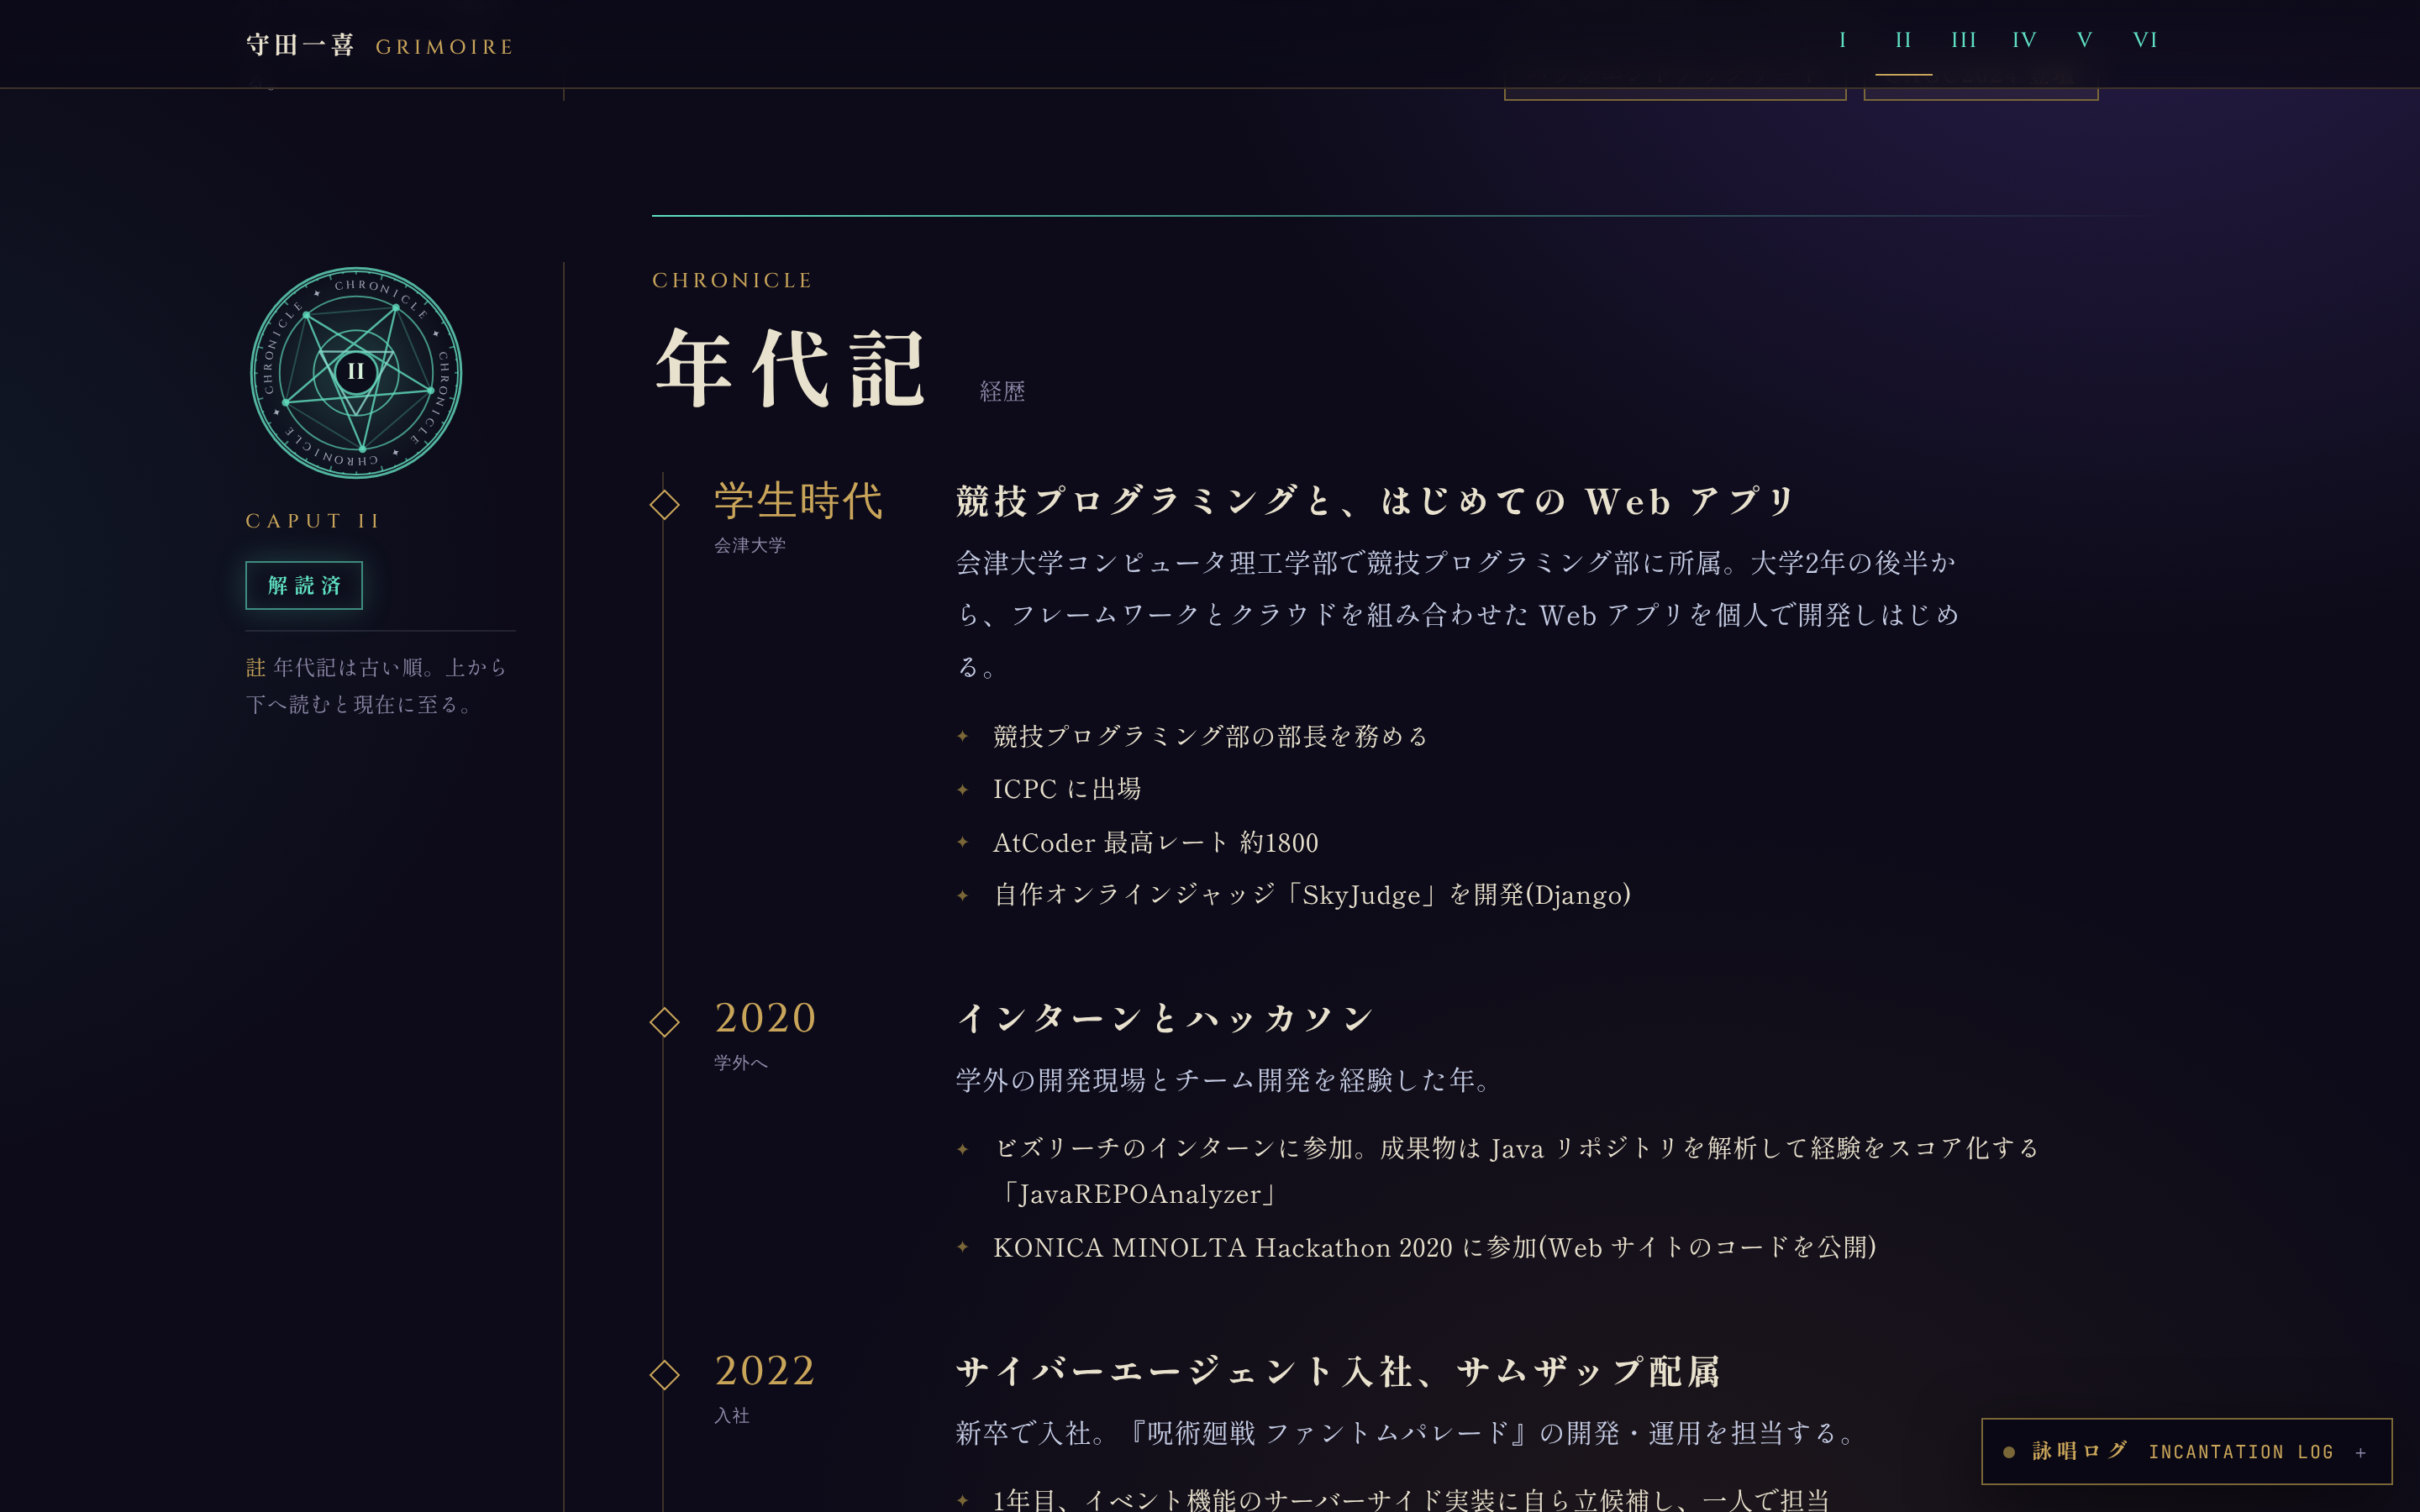 守田一喜 GRIMOIRE
I II III IV V VI
CHRONICLE ✦ CHRONICLE ✦ CHRONICLE ✦ CHRONICLE ✦ CHRONICLE ✦
II
CAPUT II
解読済
註 年代記は古い順。上から
下へ読むと現在に至る。
CHRONICLE
年代記 経歴
学生時代
会津大学
競技プログラミングと、はじめての Web アプリ
会津大学コンピュータ理工学部で競技プログラミング部に所属。大学2年の後半か
ら、フレームワークとクラウドを組み合わせた Web アプリを個人で開発しはじめ
る。
✦ 競技プログラミング部の部長を務める
✦ ICPC に出場
✦ AtCoder 最高レート 約1800
✦ 自作オンラインジャッジ「SkyJudge」を開発(Django)
2020
学外へ
インターンとハッカソン
学外の開発現場とチーム開発を経験した年。
✦ ビズリーチのインターンに参加。成果物は Java リポジトリを解析して経験をスコア化する
「JavaREPOAnalyzer」
✦ KONICA MINOLTA Hackathon 2020 に参加(Web サイトのコードを公開)
2022
入社
サイバーエージェント入社、サムザップ配属
新卒で入社。『呪術廻戦 ファントムパレード』の開発・運用を担当する。
✦ 1年目、イベント機能のサーバーサイド実装に自ら立候補し、一人で担当
詠唱ログ INCANTATION LOG +